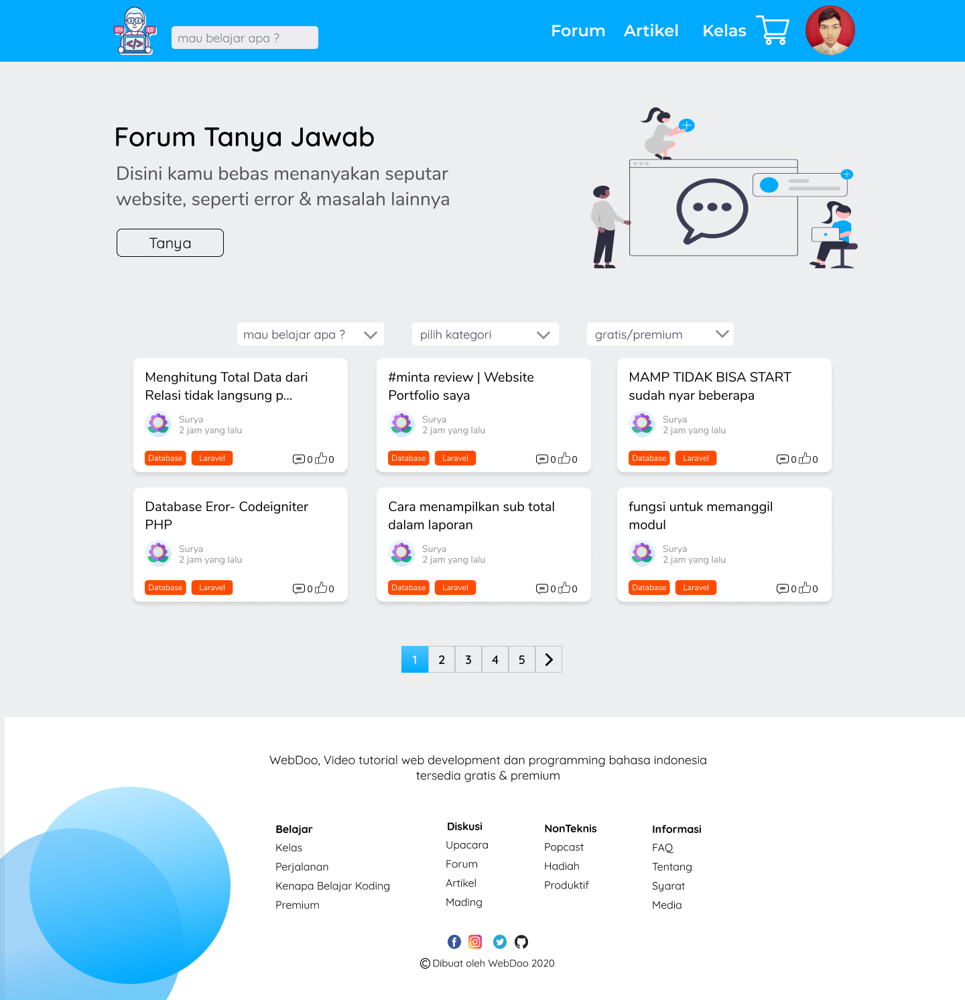 </>
mau belajar apa ?
Forum Artikel Kelas
Forum Tanya Jawab
Disini kamu bebas menanyakan seputar
website, seperti error & masalah lainnya
Tanya
mau belajar apa ?
pilih kategori
gratis/premium
Menghitung Total Data dari
Relasi tidak langsung p...
Surya
2 jam yang lalu
Database Laravel 0 0
#minta review | Website
Portfolio saya
Surya
2 jam yang lalu
Database Laravel 0 0
MAMP TIDAK BISA START
sudah nyar beberapa
Surya
2 jam yang lalu
Database Laravel 0 0
Database Eror- Codeigniter
PHP
Surya
2 jam yang lalu
Database Laravel 0 0
Cara menampilkan sub total
dalam laporan
Surya
2 jam yang lalu
Database Laravel 0 0
fungsi untuk memanggil
modul
Surya
2 jam yang lalu
Database Laravel 0 0
1 2 3 4 5
WebDoo, Video tutorial web development dan programming bahasa indonesia
tersedia gratis & premium
Belajar
Kelas
Perjalanan
Kenapa Belajar Koding
Premium
Diskusi
Upacara
Forum
Artikel
Mading
NonTeknis
Popcast
Hadiah
Produktif
Informasi
FAQ
Tentang
Syarat
Media
© Dibuat oleh WebDoo 2020